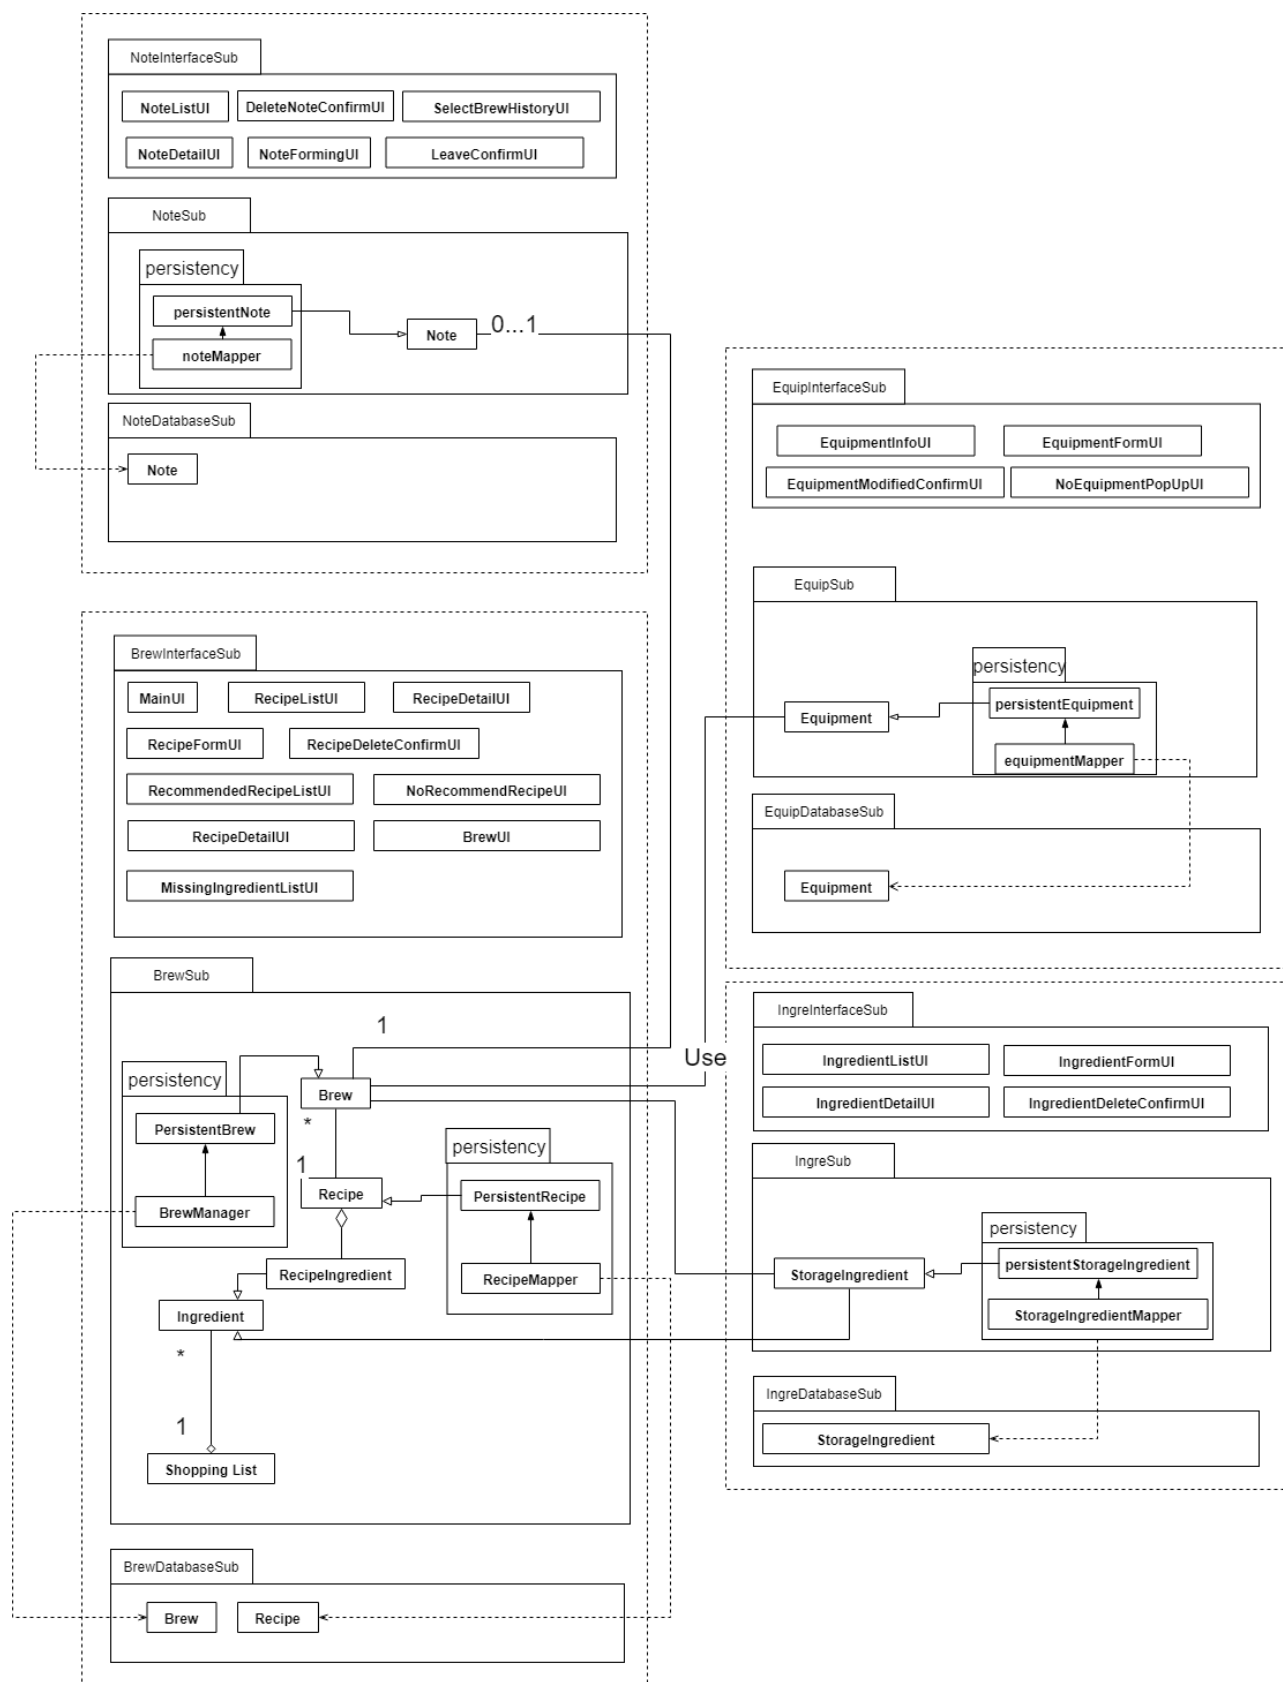 NoteInterfaceSub
NoteListUI
DeleteNoteConfirmUI
SelectBrewHistoryUI
NoteDetailUI
NoteFormingUI
LeaveConfirmUI
NoteSub
persistency
persistentNote
noteMapper
Note
0...1
NoteDatabaseSub
Note
EquipInterfaceSub
EquipmentInfoUI
EquipmentFormUI
EquipmentModifiedConfirmUI
NoEquipmentPopUpUI
EquipSub
persistency
persistentEquipment
Equipment
equipmentMapper
EquipDatabaseSub
Equipment
BrewInterfaceSub
MainUI
RecipeListUI
RecipeDetailUI
RecipeFormUI
RecipeDeleteConfirmUI
RecommendedRecipeListUI
NoRecommendRecipeUI
RecipeDetailUI
BrewUI
MissingIngredientListUI
BrewSub
1
Use
persistency
Brew
*
PersistentBrew
BrewManager
1
Recipe
persistency
PersistentRecipe
RecipeMapper
RecipeIngredient
Ingredient
*
1
Shopping List
BrewDatabaseSub
Brew
Recipe
IngreInterfaceSub
IngredientListUI
IngredientFormUI
IngredientDetailUI
IngredientDeleteConfirmUI
IngreSub
persistency
persistentStorageIngredient
StorageIngredient
StorageIngredientMapper
IngreDatabaseSub
StorageIngredient